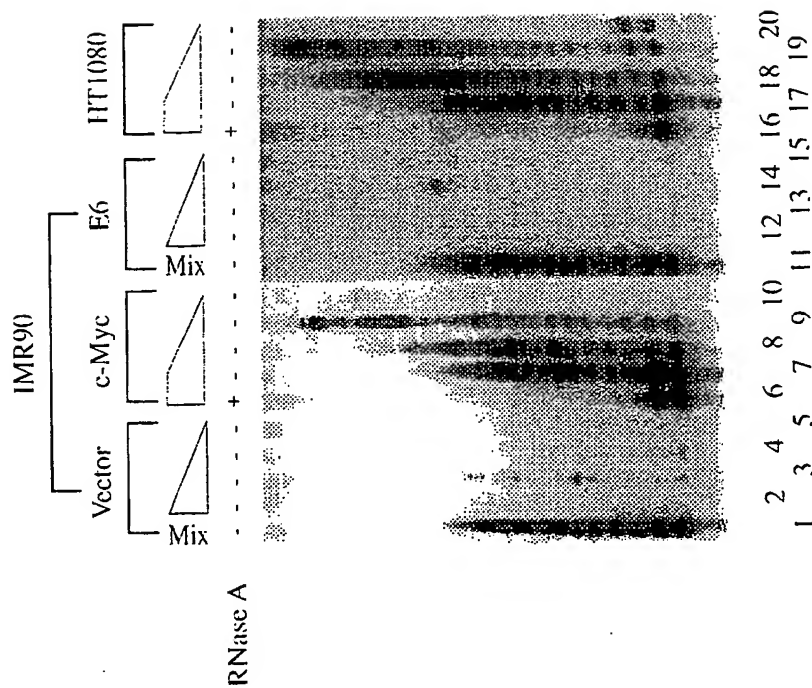 IMR90
Vector c-Myc E6 HT1080
Mix Mix
RNase A - - - - - + - - - - - - - - - + - - - -
1 2 3 4 5 6 7 8 9 10 11 12 13 14 15 16 17 18 19 20